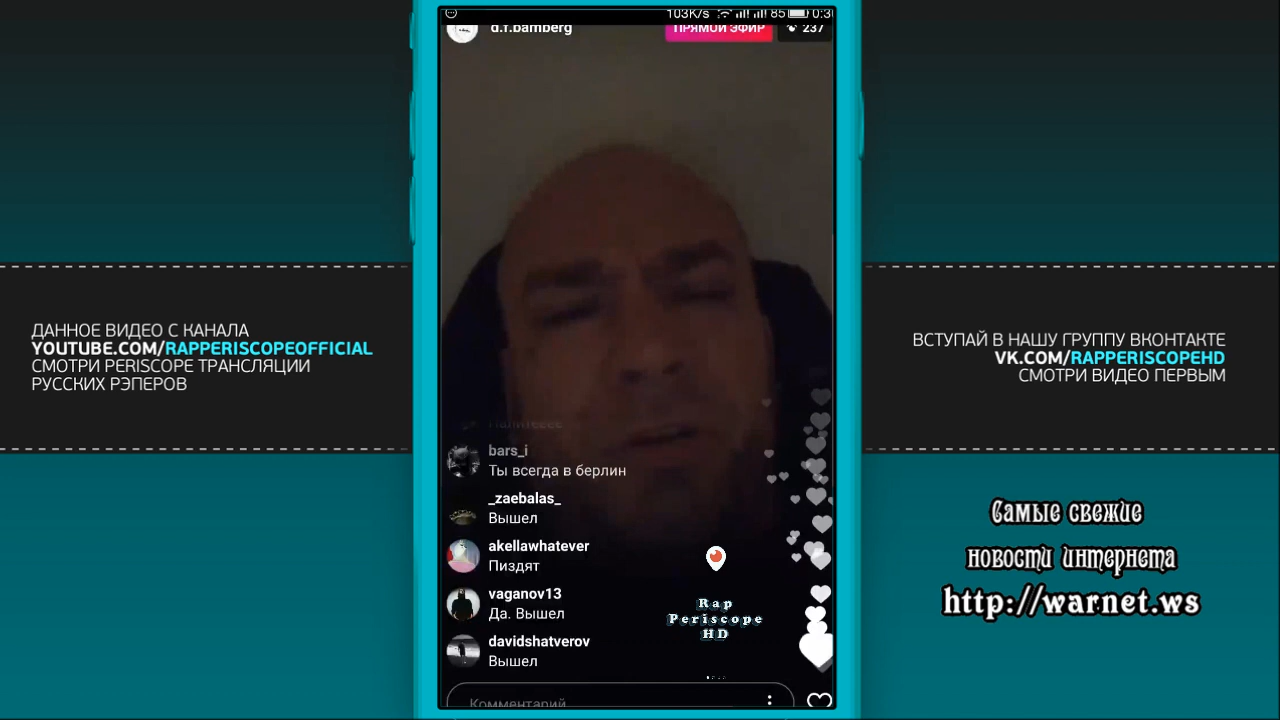 103K/s 85 0:3
d.f.bamberg
ПРЯМОЙ ЭФИР
237
ДАННОЕ ВИДЕО С КАНАЛА
YOUTUBE.COM/RAPPERISCOPEOFFICIAL
СМОТРИ PERISCOPE ТРАНСЛЯЦИИ
РУССКИХ РЭПЕРОВ
ВСТУПАЙ В НАШУ ГРУППУ ВКОНТАКТЕ
VK.COM/RAPPERISCOPEHD
СМОТРИ ВИДЕО ПЕРВЫМ
bars_i
Ты всегда в берлин
_zaebalas_
Вышел
akellawhatever
Пиздят
vaganov13
Да. Вышел
davidshatverov
Вышел
Rap
Periscope
HD
Комментарий
Самые свежие
новости интернета
http://warnet.ws